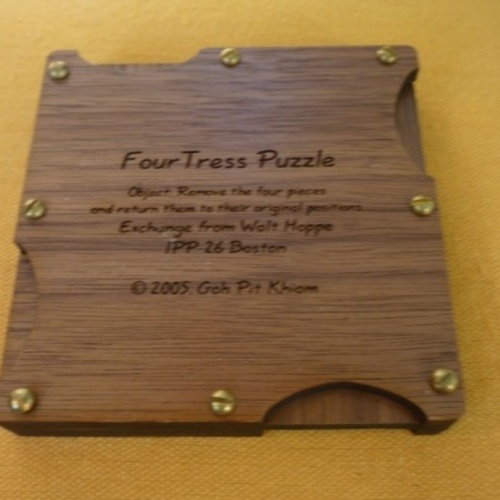 FourTress Puzzle
Object: Remove the four pieces
and return them to their original positions
Exchange from Walt Hoppe
IPP-26 Boston
© 2005 Goh Pit Khiam